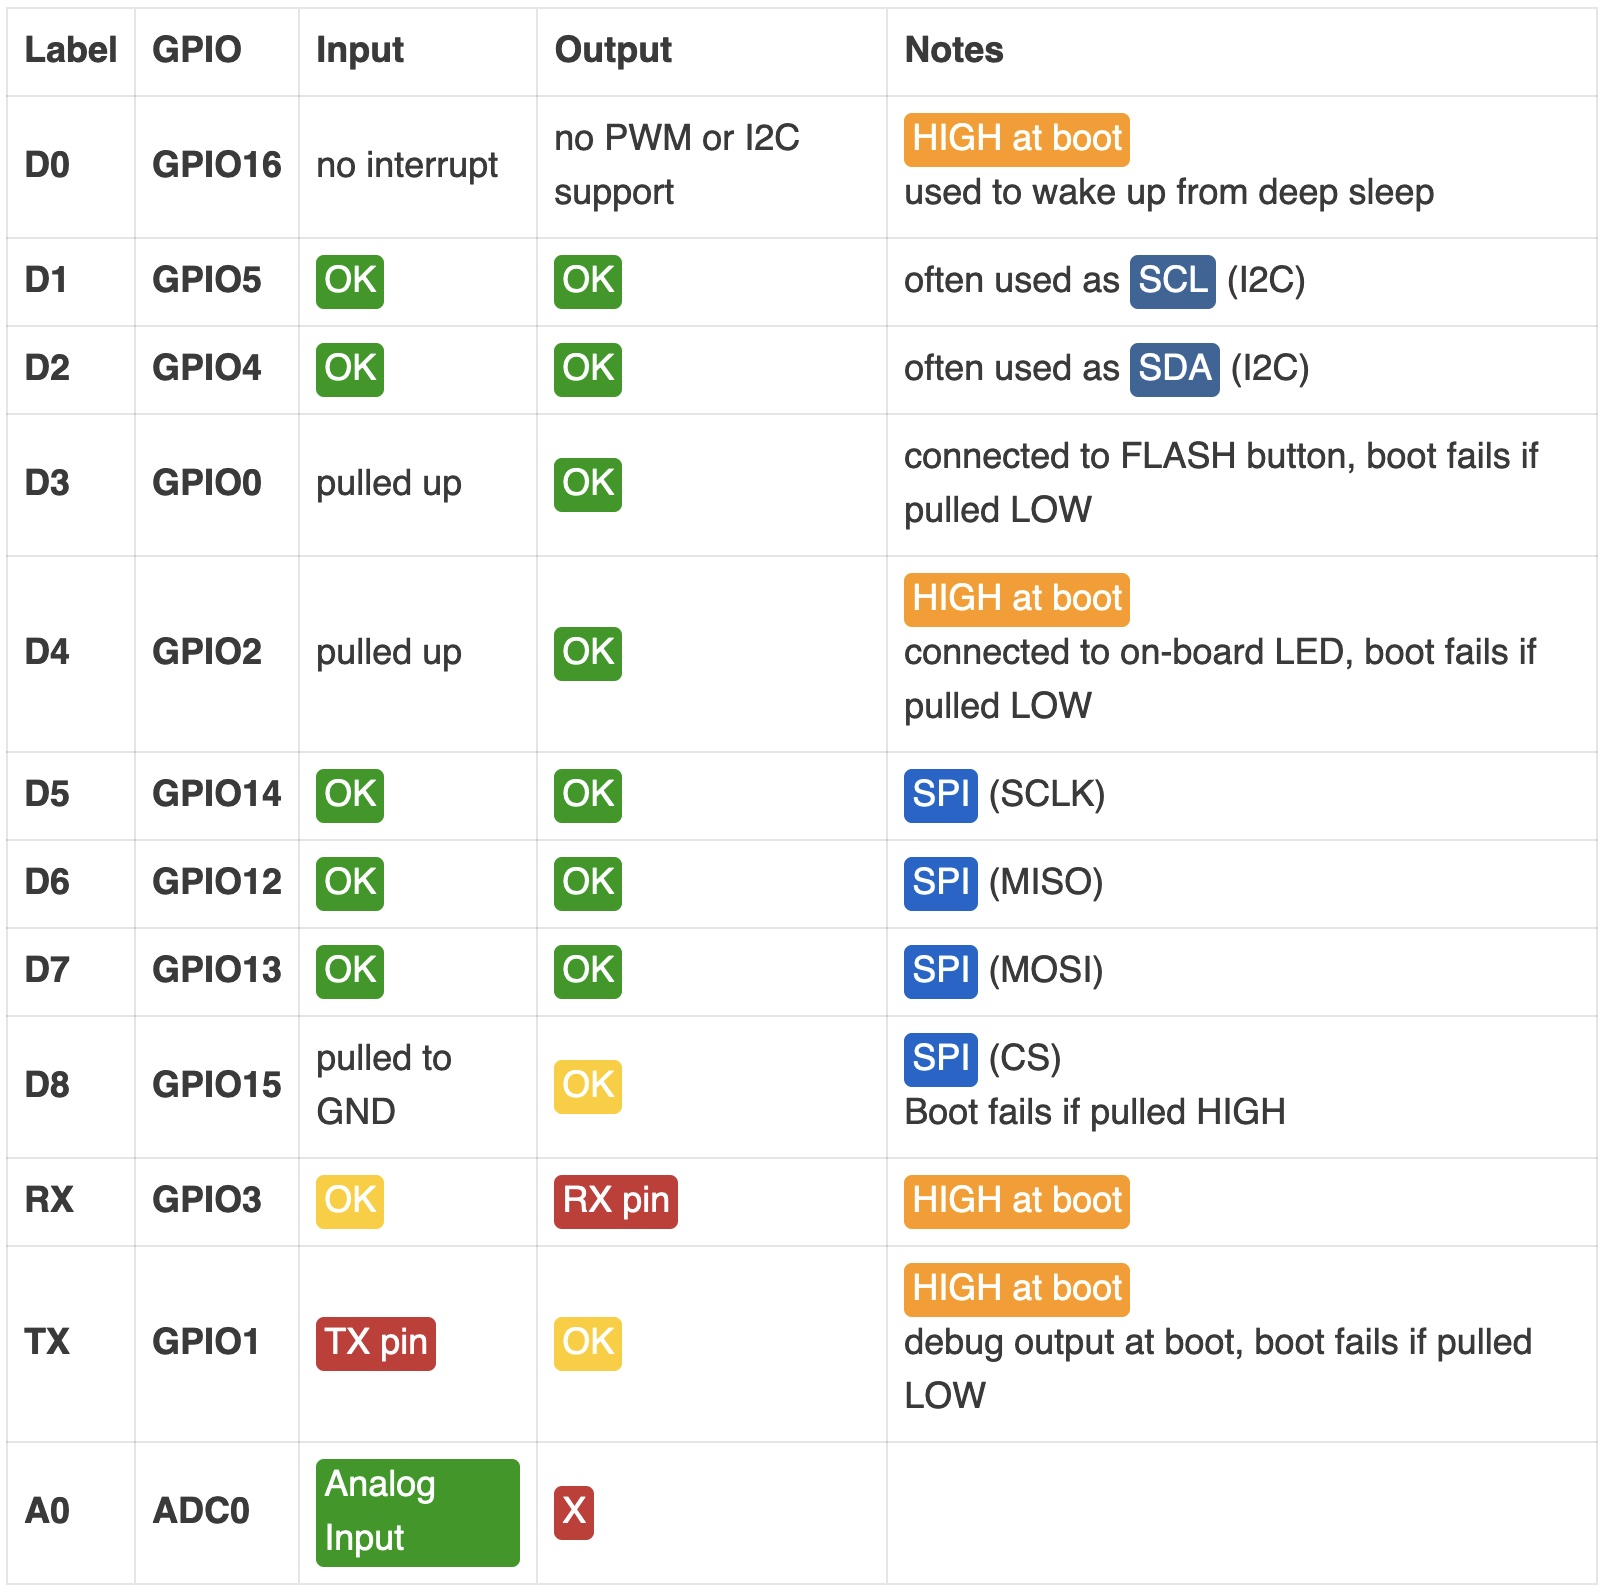 Label GPIO Input Output Notes
D0 GPIO16 no interrupt no PWM or I2C support HIGH at boot
used to wake up from deep sleep
D1 GPIO5 OK OK often used as SCL (I2C)
D2 GPIO4 OK OK often used as SDA (I2C)
D3 GPIO0 pulled up OK connected to FLASH button, boot fails if
pulled LOW
D4 GPIO2 pulled up OK HIGH at boot
connected to on-board LED, boot fails if
pulled LOW
D5 GPIO14 OK OK SPI (SCLK)
D6 GPIO12 OK OK SPI (MISO)
D7 GPIO13 OK OK SPI (MOSI)
D8 GPIO15 pulled to GND OK SPI (CS)
Boot fails if pulled HIGH
RX GPIO3 OK RX pin HIGH at boot
TX GPIO1 TX pin OK HIGH at boot
debug output at boot, boot fails if pulled
LOW
A0 ADC0 Analog Input X